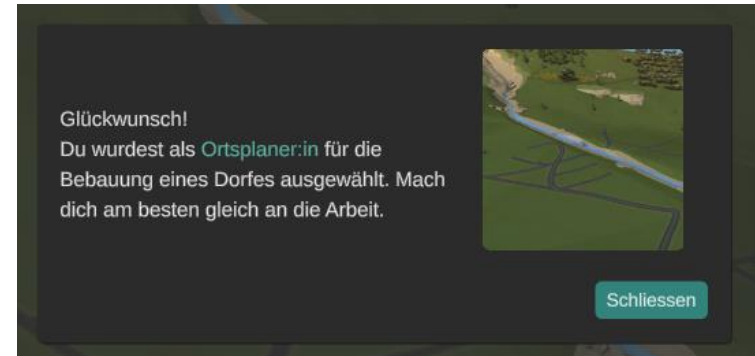 Glückwunsch!
Du wurdest als Ortsplaner:in für die
Bebauung eines Dorfes ausgewählt. Mach
dich am besten gleich an die Arbeit.
Schliessen